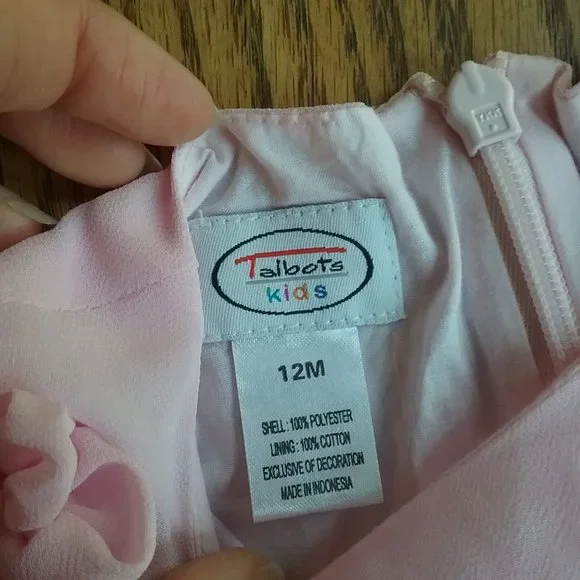 Talbots
kids
12M
SHELL : 100% POLYESTER
LINING : 100% COTTON
EXCLUSIVE OF DECORATION
MADE IN INDONESIA